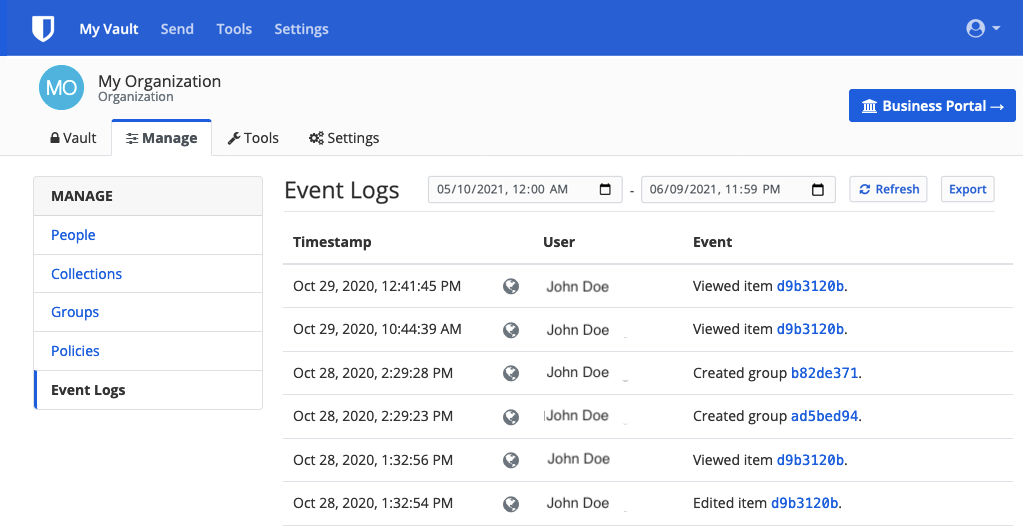 My Vault Send Tools Settings
MO My Organization
Organization
Business Portal →
Vault Manage Tools Settings
MANAGE
People
Collections
Groups
Policies
Event Logs
Event Logs 05/10/2021, 12:00 AM - 06/09/2021, 11:59 PM Refresh Export
Timestamp User Event
Oct 29, 2020, 12:41:45 PM John Doe Viewed item d9b3120b.
Oct 29, 2020, 10:44:39 AM John Doe Viewed item d9b3120b.
Oct 28, 2020, 2:29:28 PM John Doe Created group b82de371.
Oct 28, 2020, 2:29:23 PM John Doe Created group ad5bed94.
Oct 28, 2020, 1:32:56 PM John Doe Viewed item d9b3120b.
Oct 28, 2020, 1:32:54 PM John Doe Edited item d9b3120b.